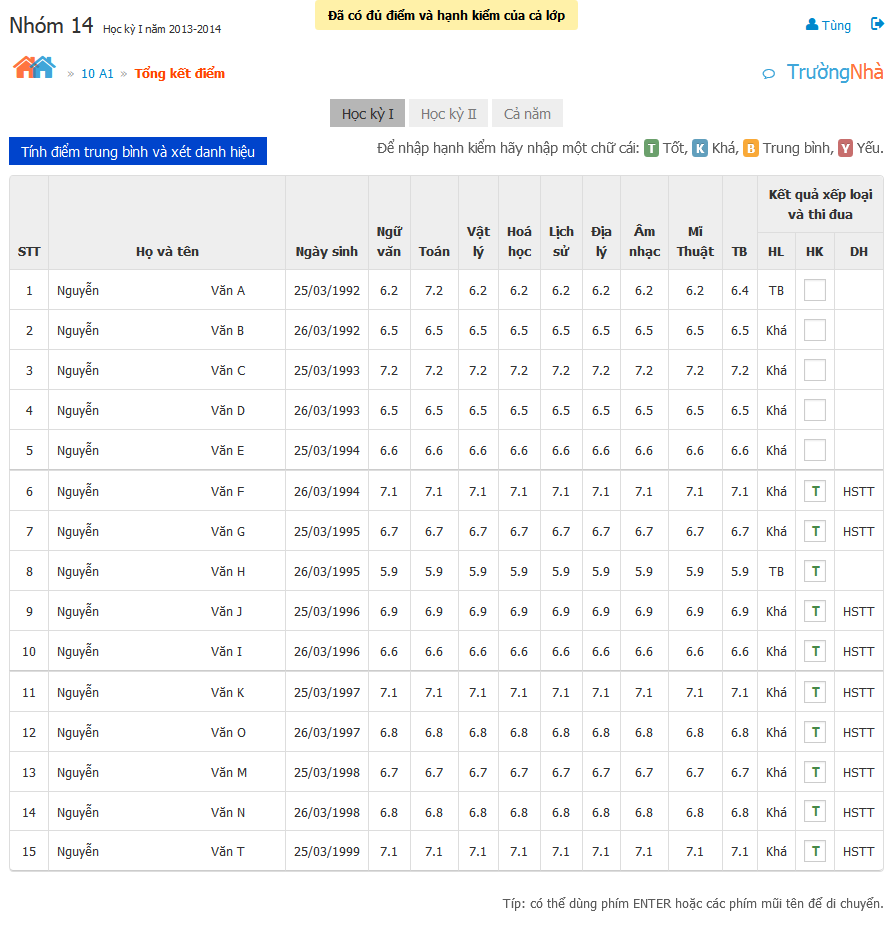 Nhóm 14 Học kỳ I năm 2013-2014
Đã có đủ điểm và hạnh kiểm của cả lớp
Tùng
» 10 A1 » Tổng kết điểm
TrườngNhà
Học kỳ I Học kỳ II Cả năm
Tính điểm trung bình và xét danh hiệu
Để nhập hạnh kiểm hãy nhập một chữ cái: T Tốt, K Khá, B Trung bình, Y Yếu.
STT Họ và tên Ngày sinh Ngữ văn Toán Vật lý Hoá học Lịch sử Địa lý Âm nhạc Mĩ Thuật TB Kết quả xếp loại và thi đua
HL HK DH
1 Nguyễn Văn A 25/03/1992 6.2 7.2 6.2 6.2 6.2 6.2 6.2 6.2 6.4 TB
2 Nguyễn Văn B 26/03/1992 6.5 6.5 6.5 6.5 6.5 6.5 6.5 6.5 6.5 Khá
3 Nguyễn Văn C 25/03/1993 7.2 7.2 7.2 7.2 7.2 7.2 7.2 7.2 7.2 Khá
4 Nguyễn Văn D 26/03/1993 6.5 6.5 6.5 6.5 6.5 6.5 6.5 6.5 6.5 Khá
5 Nguyễn Văn E 25/03/1994 6.6 6.6 6.6 6.6 6.6 6.6 6.6 6.6 6.6 Khá
6 Nguyễn Văn F 26/03/1994 7.1 7.1 7.1 7.1 7.1 7.1 7.1 7.1 7.1 Khá T HSTT
7 Nguyễn Văn G 25/03/1995 6.7 6.7 6.7 6.7 6.7 6.7 6.7 6.7 6.7 Khá T HSTT
8 Nguyễn Văn H 26/03/1995 5.9 5.9 5.9 5.9 5.9 5.9 5.9 5.9 5.9 TB T
9 Nguyễn Văn J 25/03/1996 6.9 6.9 6.9 6.9 6.9 6.9 6.9 6.9 6.9 Khá T HSTT
10 Nguyễn Văn I 26/03/1996 6.6 6.6 6.6 6.6 6.6 6.6 6.6 6.6 6.6 Khá T HSTT
11 Nguyễn Văn K 25/03/1997 7.1 7.1 7.1 7.1 7.1 7.1 7.1 7.1 7.1 Khá T HSTT
12 Nguyễn Văn O 26/03/1997 6.8 6.8 6.8 6.8 6.8 6.8 6.8 6.8 6.8 Khá T HSTT
13 Nguyễn Văn M 25/03/1998 6.7 6.7 6.7 6.7 6.7 6.7 6.7 6.7 6.7 Khá T HSTT
14 Nguyễn Văn N 26/03/1998 6.8 6.8 6.8 6.8 6.8 6.8 6.8 6.8 6.8 Khá T HSTT
15 Nguyễn Văn T 25/03/1999 7.1 7.1 7.1 7.1 7.1 7.1 7.1 7.1 7.1 Khá T HSTT
Típ: có thể dùng phím ENTER hoặc các phím mũi tên để di chuyển.